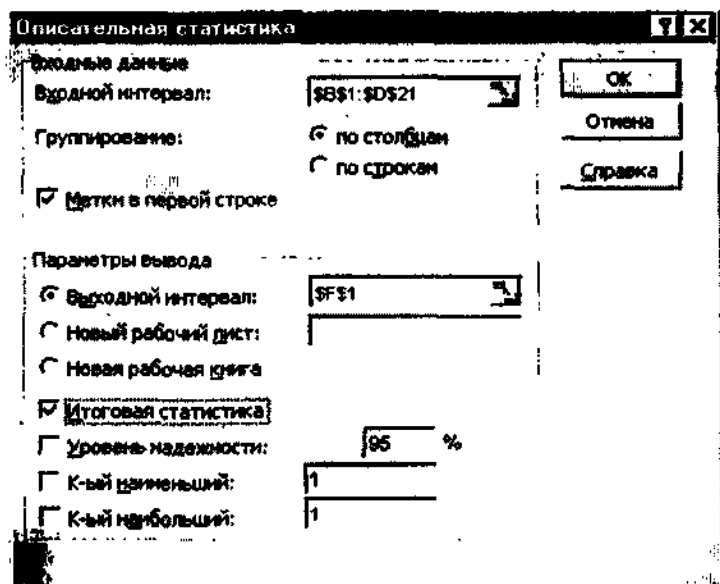 Описательная статистика
Входные данные
Входной интервал: $B$1:$D$21
Группирование: по столбцам
по строкам
Метки в первой строке
OK
Отмена
Справка
Параметры вывода
Выходной интервал: $F$1
Новый рабочий лист:
Новая рабочая книга
Итоговая статистика
Уровень надежности: 95 %
К-ый наименьший: 1
К-ый наибольший: 1